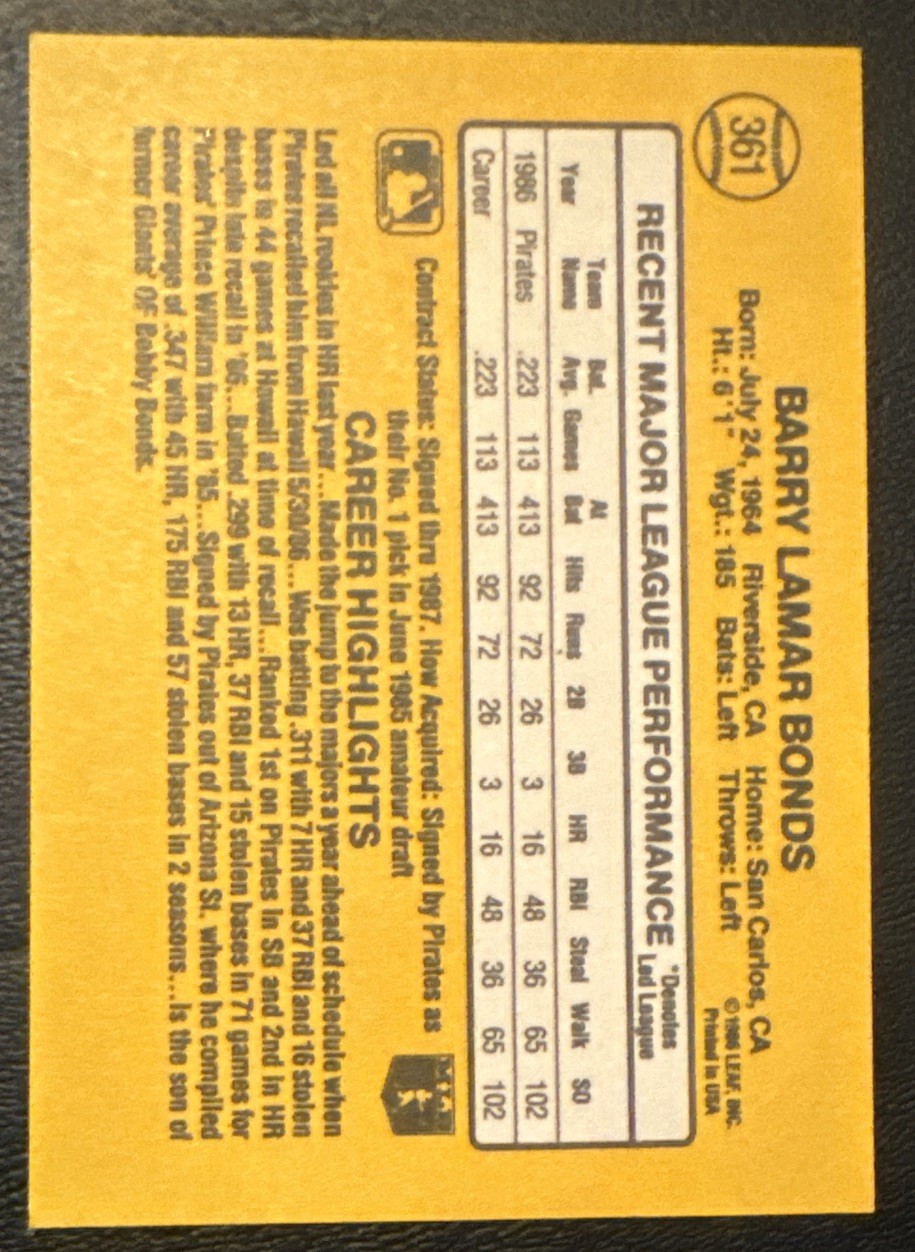 361
BARRY LAMAR BONDS
Born: July 24, 1964 Riverside, CA Home: San Carlos, CA
Ht.: 6'1" Wgt.: 185 Bats: Left Throws: Left
©1986 LEAF, INC.
Printed in USA
RECENT MAJOR LEAGUE PERFORMANCE
*Denotes
Led League
Year Team Name Bat. Avg. Games At Bat Hits Runs 2B 3B HR RBI Steal Walk SO
1986 Pirates .223 113 413 92 72 26 3 16 48 36 65 102
Career .223 113 413 92 72 26 3 16 48 36 65 102
Contract Status: Signed thru 1987. How Acquired: Signed by Pirates as
their No. 1 pick in June 1985 amateur draft
CAREER HIGHLIGHTS
Led all NL rookies in HR last year...Made the jump to the majors a year ahead of schedule when
Pirates recalled him from Hawaii 5/30/86...Was batting .311 with 7 HR and 37 RBI and 16 stolen
bases in 44 games at Hawaii at time of recall...Ranked 1st on Pirates in SB and 2nd in HR
despite late recall in '86...Batted .299 with 13 HR, 37 RBI and 15 stolen bases in 71 games for
Pirates' Prince William farm in '85...Signed by Pirates out of Arizona St. where he compiled
career average of .347 with 45 HR, 175 RBI and 57 stolen bases in 2 seasons...Is the son of
former Giants' OF Bobby Bonds.